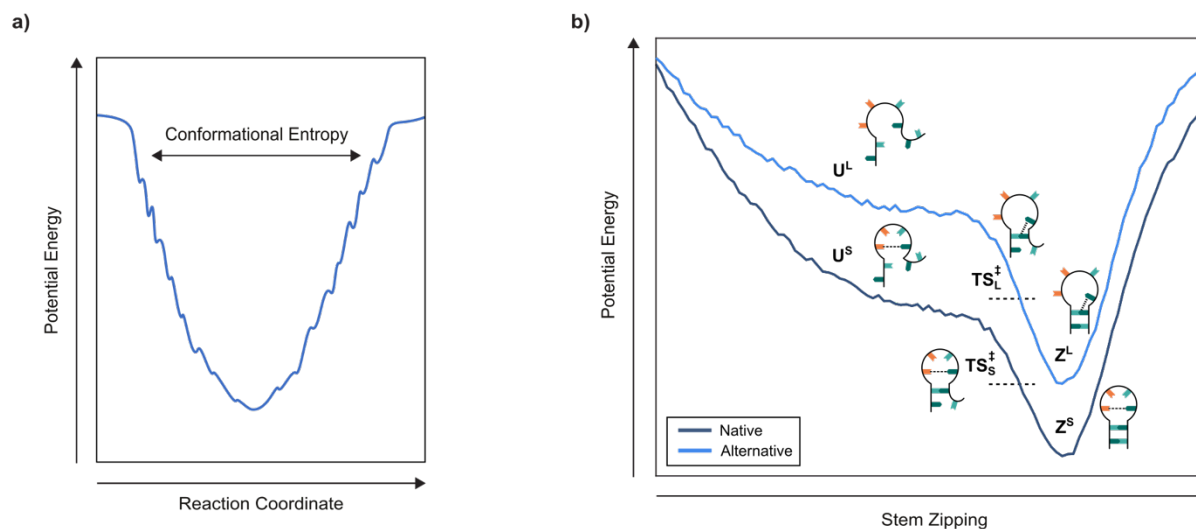 a)
Potential Energy
Conformational Entropy
Reaction Coordinate
b)
Potential Energy
U^L
U^S
TS_L^‡
TS_S^‡
Z^L
Z^S
Native
Alternative
Stem Zipping